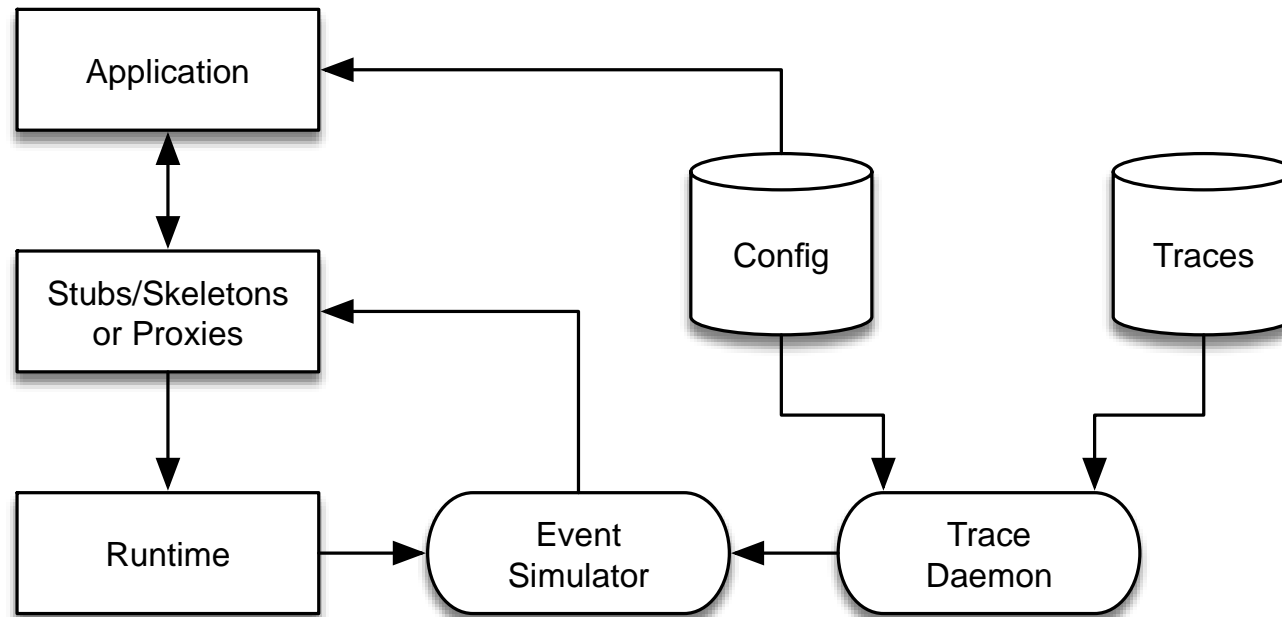 Application
Config
Traces
Stubs/Skeletons
or Proxies
Runtime
Event
Simulator
Trace
Daemon